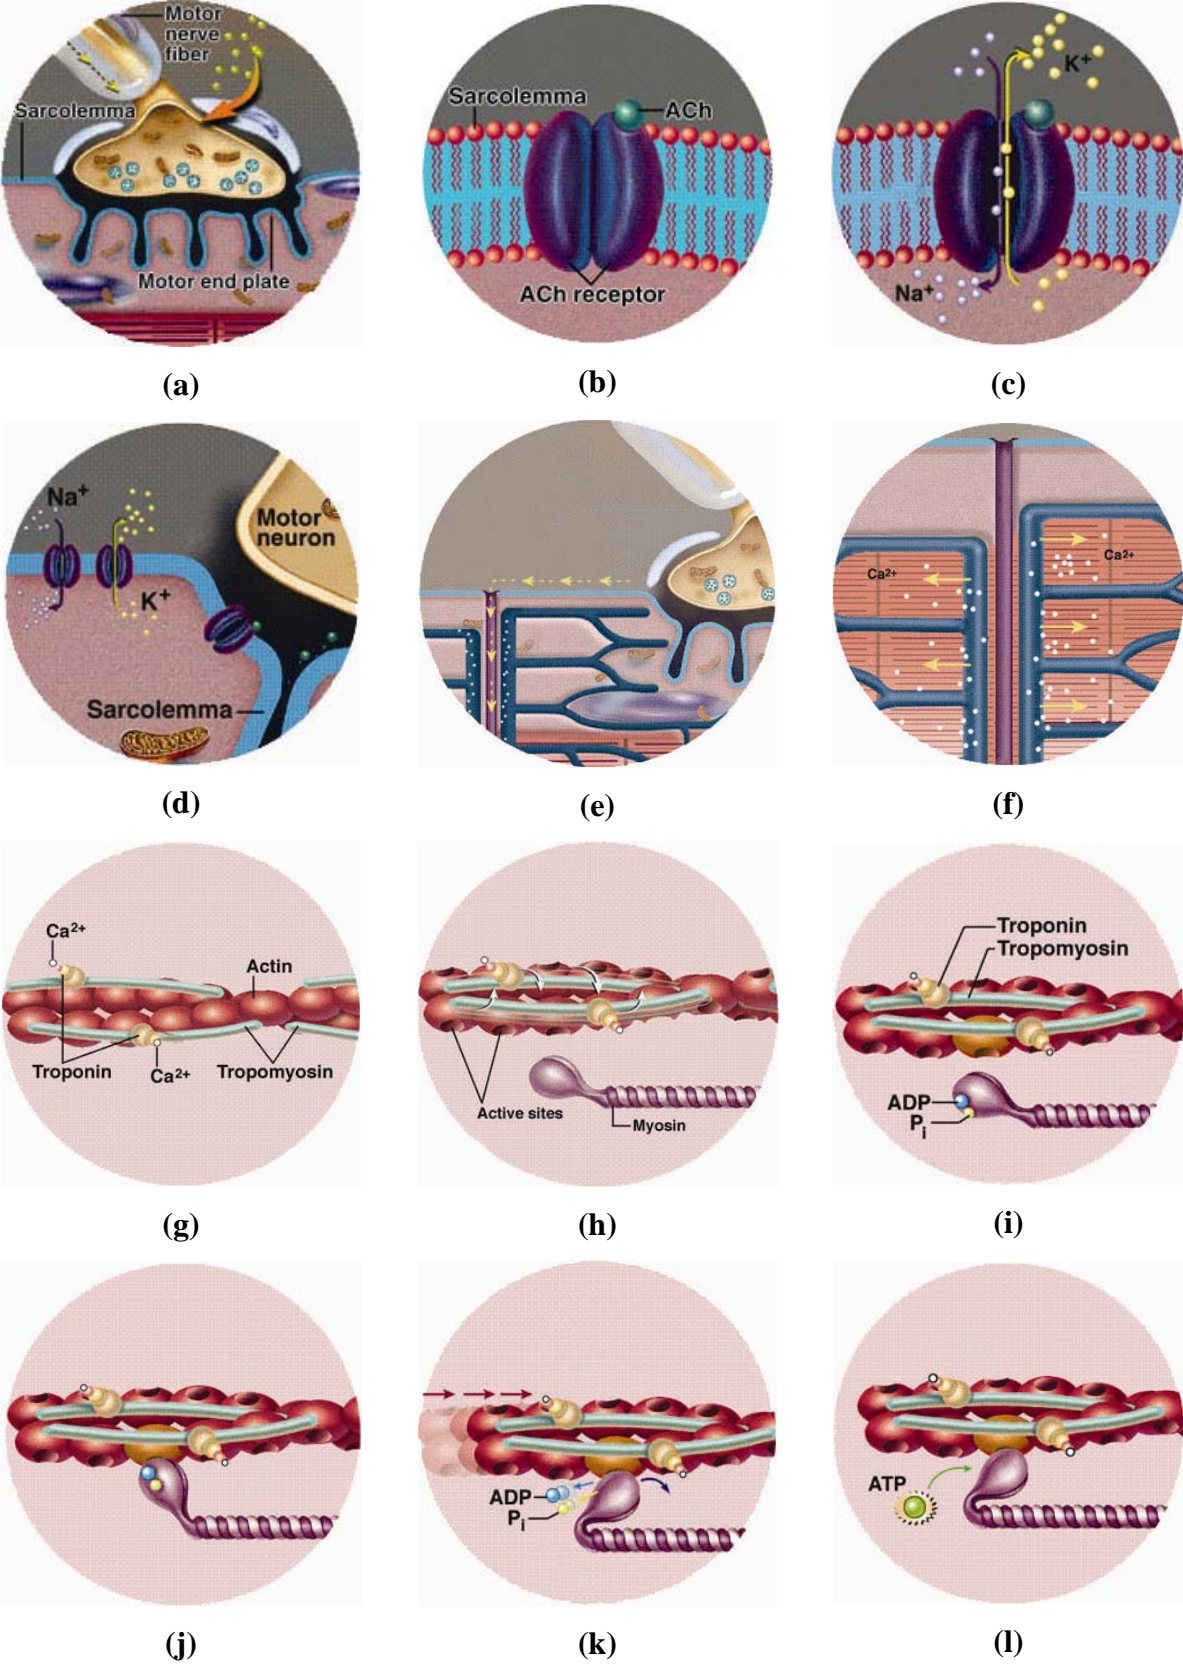 Motor
nerve
fiber
Sarcolemma
Motor end plate
(a)
Sarcolemma
ACh
ACh receptor
(b)
K+
Na+
(c)
Na+
Motor
neuron
K+
Sarcolemma
(d)
(e)
Ca2+
Ca2+
(f)
Ca2+
Actin
Troponin
Ca2+
Tropomyosin
(g)
Active sites
Myosin
(h)
Troponin
Tropomyosin
ADP
Pi
(i)
(j)
ADP
Pi
(k)
ATP
(l)